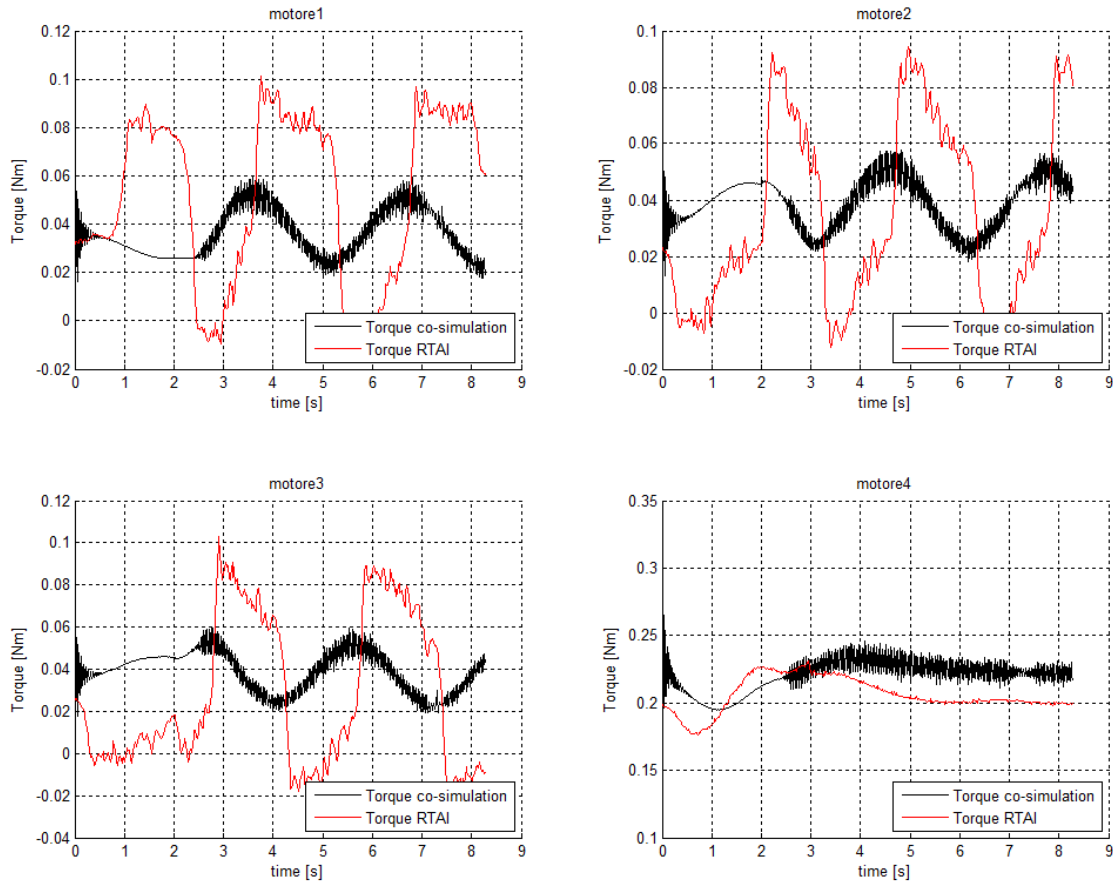 motore1
0.12
0.1
0.08
0.06
0.04
0.02
0
-0.02
Torque [Nm]
0 1 2 3 4 5 6 7 8 9
time [s]
Torque co-simulation
Torque RTAI
motore2
0.1
0.08
0.06
0.04
0.02
0
-0.02
Torque [Nm]
0 1 2 3 4 5 6 7 8 9
time [s]
Torque co-simulation
Torque RTAI
motore3
0.12
0.1
0.08
0.06
0.04
0.02
0
-0.02
-0.04
Torque [Nm]
0 1 2 3 4 5 6 7 8 9
time [s]
Torque co-simulation
Torque RTAI
motore4
0.35
0.3
0.25
0.2
0.15
0.1
Torque [Nm]
0 1 2 3 4 5 6 7 8 9
time [s]
Torque co-simulation
Torque RTAI